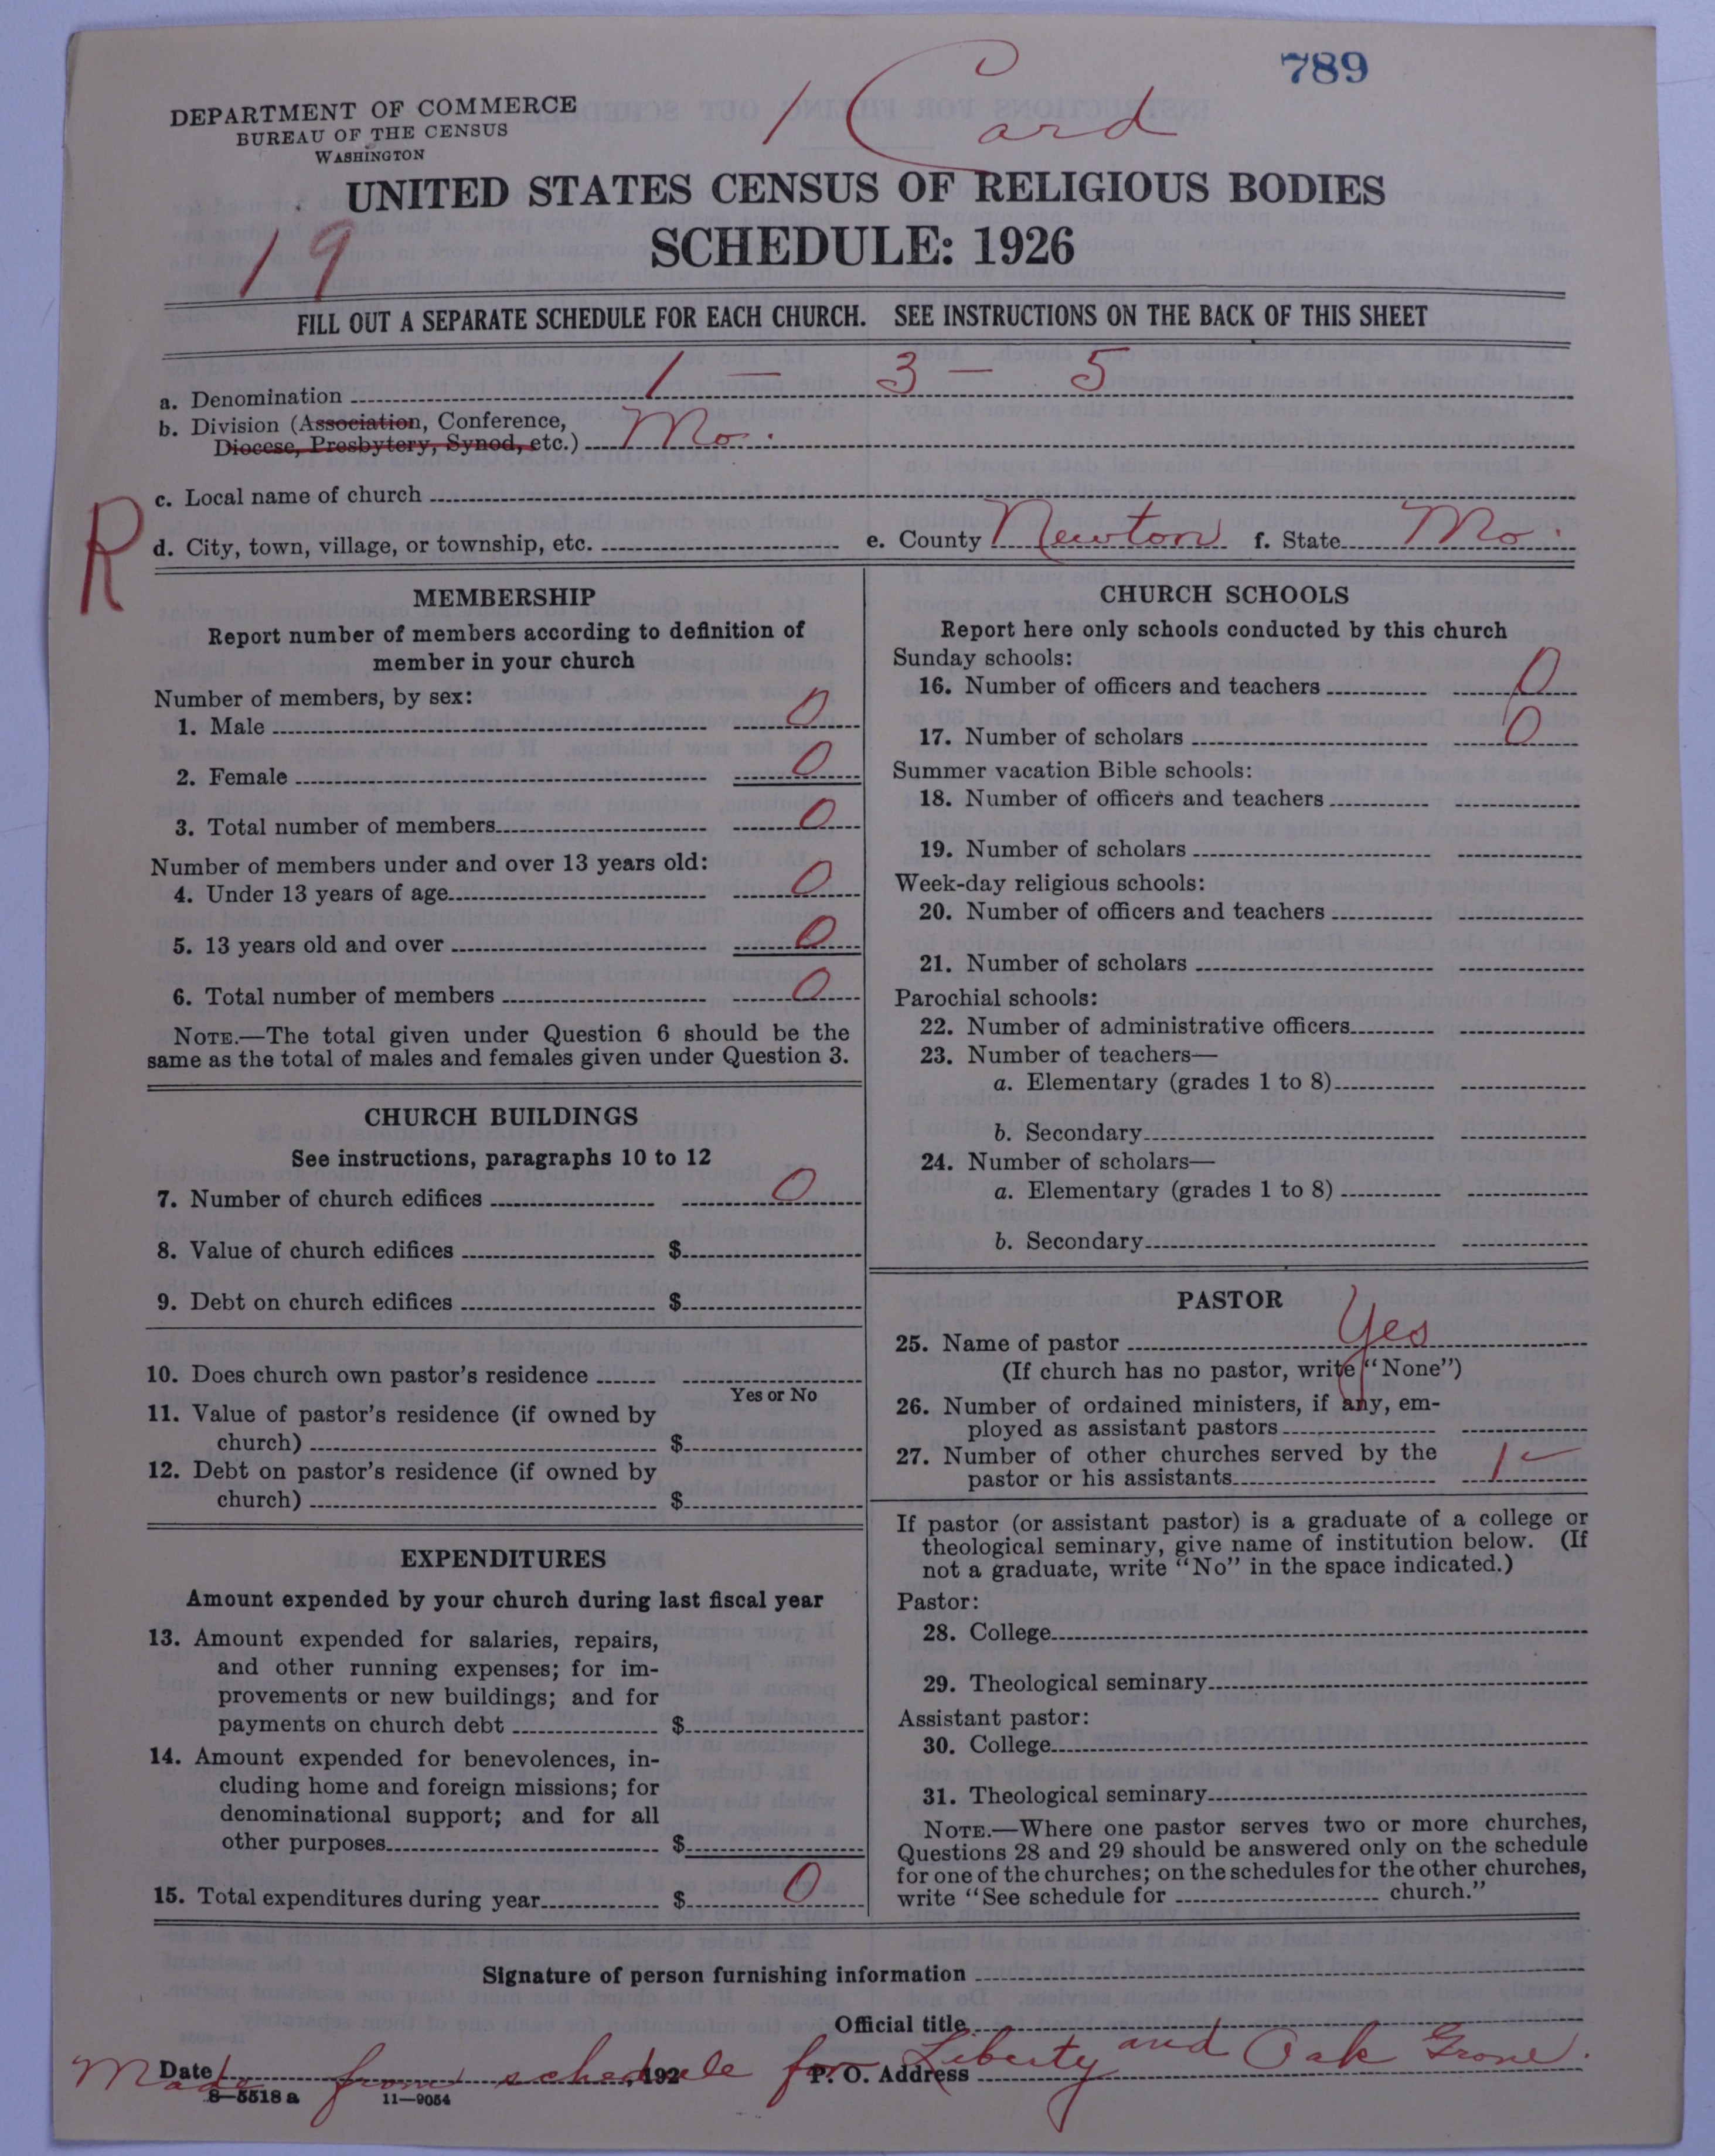 789
1 Card
DEPARTMENT OF COMMERCE
BUREAU OF THE CENSUS
WASHINGTON
UNITED STATES CENSUS OF RELIGIOUS BODIES
SCHEDULE: 1926
19
FILL OUT A SEPARATE SCHEDULE FOR EACH CHURCH. SEE INSTRUCTIONS ON THE BACK OF THIS SHEET
a. Denomination 1 – 3 – 5
b. Division (Association, Conference,
Diocese, Presbytery, Synod, etc.) Mo.
c. Local name of church
R
d. City, town, village, or township, etc. e. County Newton f. State Mo.
MEMBERSHIP
Report number of members according to definition of
member in your church
Number of members, by sex:
1. Male 0
2. Female 0
3. Total number of members 0
Number of members under and over 13 years old:
4. Under 13 years of age 0
5. 13 years old and over 0
6. Total number of members 0
NOTE.—The total given under Question 6 should be the
same as the total of males and females given under Question 3.
CHURCH BUILDINGS
See instructions, paragraphs 10 to 12
7. Number of church edifices 0
8. Value of church edifices $
9. Debt on church edifices $
10. Does church own pastor's residence
Yes or No
11. Value of pastor's residence (if owned by
church) $
12. Debt on pastor's residence (if owned by
church) $
EXPENDITURES
Amount expended by your church during last fiscal year
13. Amount expended for salaries, repairs,
and other running expenses; for im-
provements or new buildings; and for
payments on church debt $
14. Amount expended for benevolences, in-
cluding home and foreign missions; for
denominational support; and for all
other purposes $
15. Total expenditures during year $ 0
CHURCH SCHOOLS
Report here only schools conducted by this church
Sunday schools:
16. Number of officers and teachers 0
17. Number of scholars 0
Summer vacation Bible schools:
18. Number of officers and teachers
19. Number of scholars
Week-day religious schools:
20. Number of officers and teachers
21. Number of scholars
Parochial schools:
22. Number of administrative officers
23. Number of teachers—
a. Elementary (grades 1 to 8)
b. Secondary
24. Number of scholars—
a. Elementary (grades 1 to 8)
b. Secondary
PASTOR
25. Name of pastor Yes
(If church has no pastor, write "None")
26. Number of ordained ministers, if any, em-
ployed as assistant pastors
27. Number of other churches served by the
pastor or his assistants 1 –
If pastor (or assistant pastor) is a graduate of a college or
theological seminary, give name of institution below. (If
not a graduate, write "No" in the space indicated.)
Pastor:
28. College
29. Theological seminary
Assistant pastor:
30. College
31. Theological seminary
NOTE.—Where one pastor serves two or more churches,
Questions 28 and 29 should be answered only on the schedule
for one of the churches; on the schedules for the other churches,
write "See schedule for church."
Signature of person furnishing information
Official title
Made from schedule for Liberty and Oak Grove.
Date , 192 P. O. Address
8—5518 a 11—9054